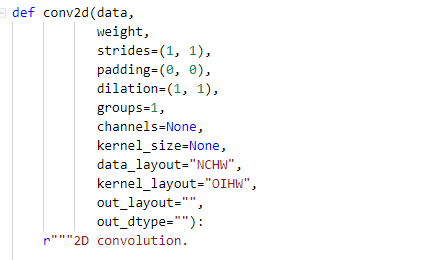 def conv2d(data,
           weight,
           strides=(1, 1),
           padding=(0, 0),
           dilation=(1, 1),
           groups=1,
           channels=None,
           kernel_size=None,
           data_layout="NCHW",
           kernel_layout="OIHW",
           out_layout="",
           out_dtype=""):
    r"""2D convolution.